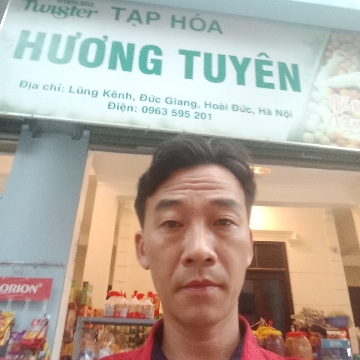 Twister
TẠP HÓA
HƯƠNG TUYÊN
Địa chỉ: Lũng Kênh, Đức Giang, Hoài Đức, Hà Nội
Điện: 0963 595 201
ORION